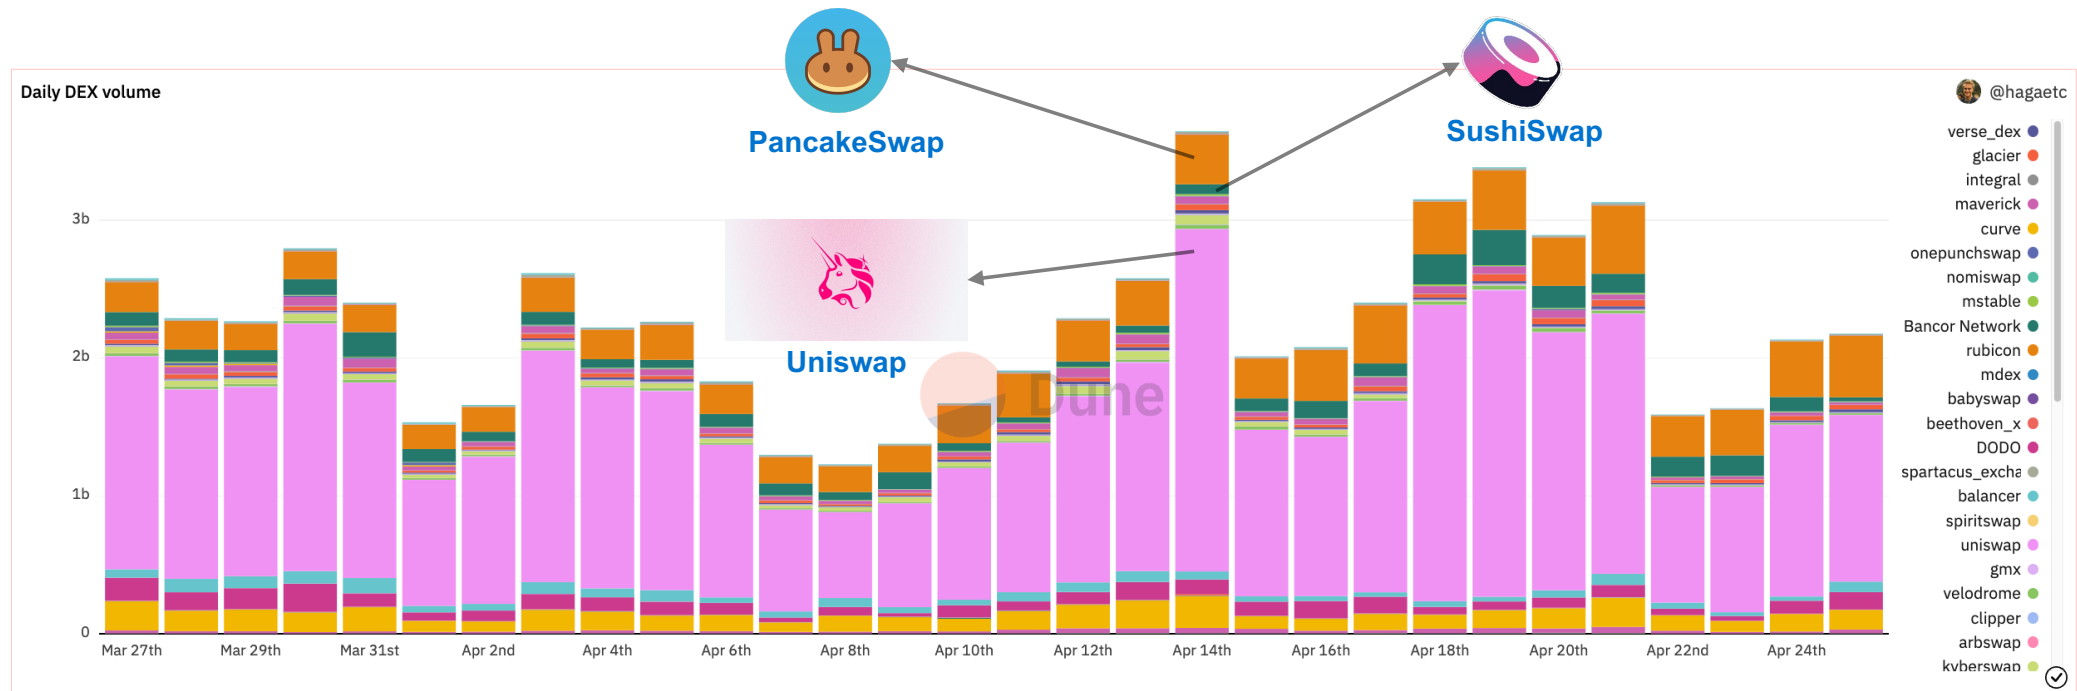 PancakeSwap
SushiSwap
Uniswap
Daily DEX volume
@hagaetc
3b
2b
1b
0
Dune
Mar 27th
Mar 29th
Mar 31st
Apr 2nd
Apr 4th
Apr 6th
Apr 8th
Apr 10th
Apr 12th
Apr 14th
Apr 16th
Apr 18th
Apr 20th
Apr 22nd
Apr 24th
verse_dex
glacier
integral
maverick
curve
onepunchswap
nomiswap
mstable
Bancor Network
rubicon
mdex
babyswap
beethoven_x
DODO
spartacus_excha
balancer
spiritswap
uniswap
gmx
velodrome
clipper
arbswap
kyberswap